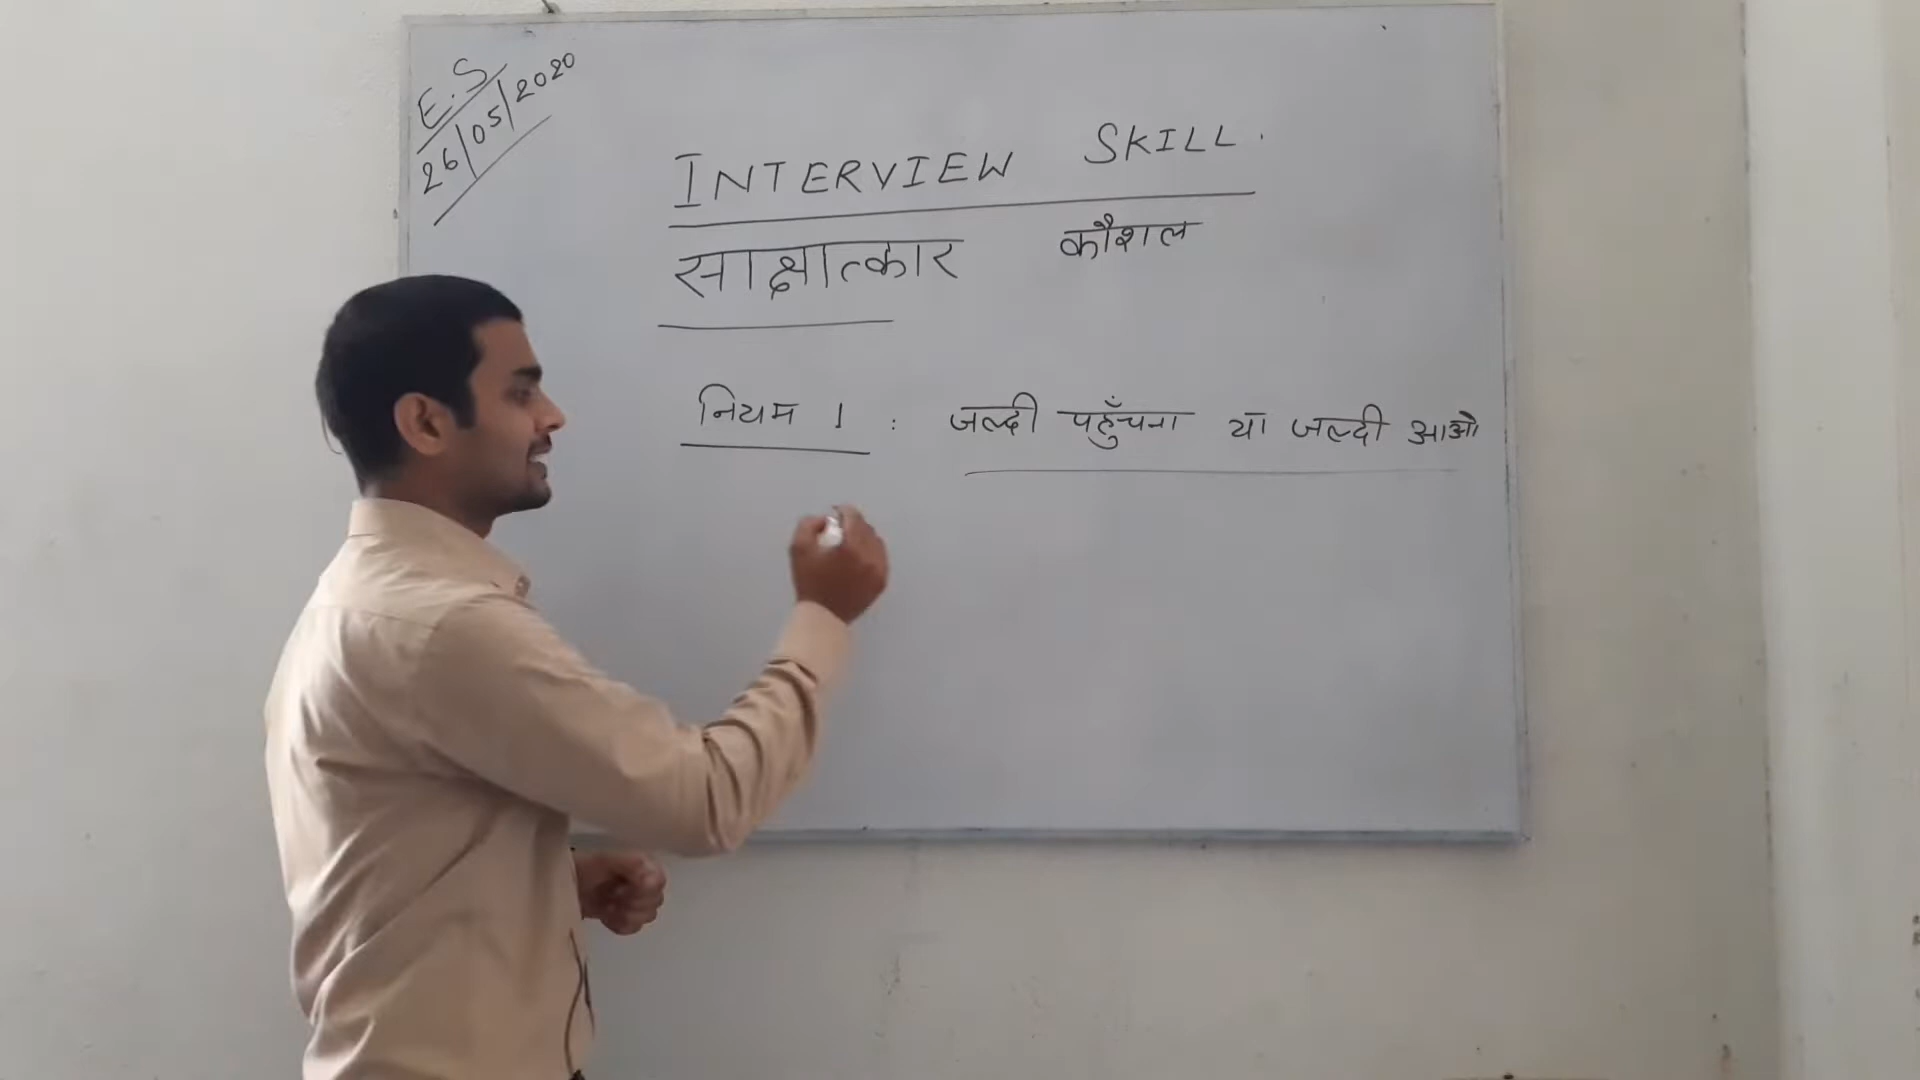 E.S
26/05/2020
INTERVIEW SKILL.
साक्षात्कार कौशल
नियम 1 : जल्दी पहुँचना या जल्दी आओ